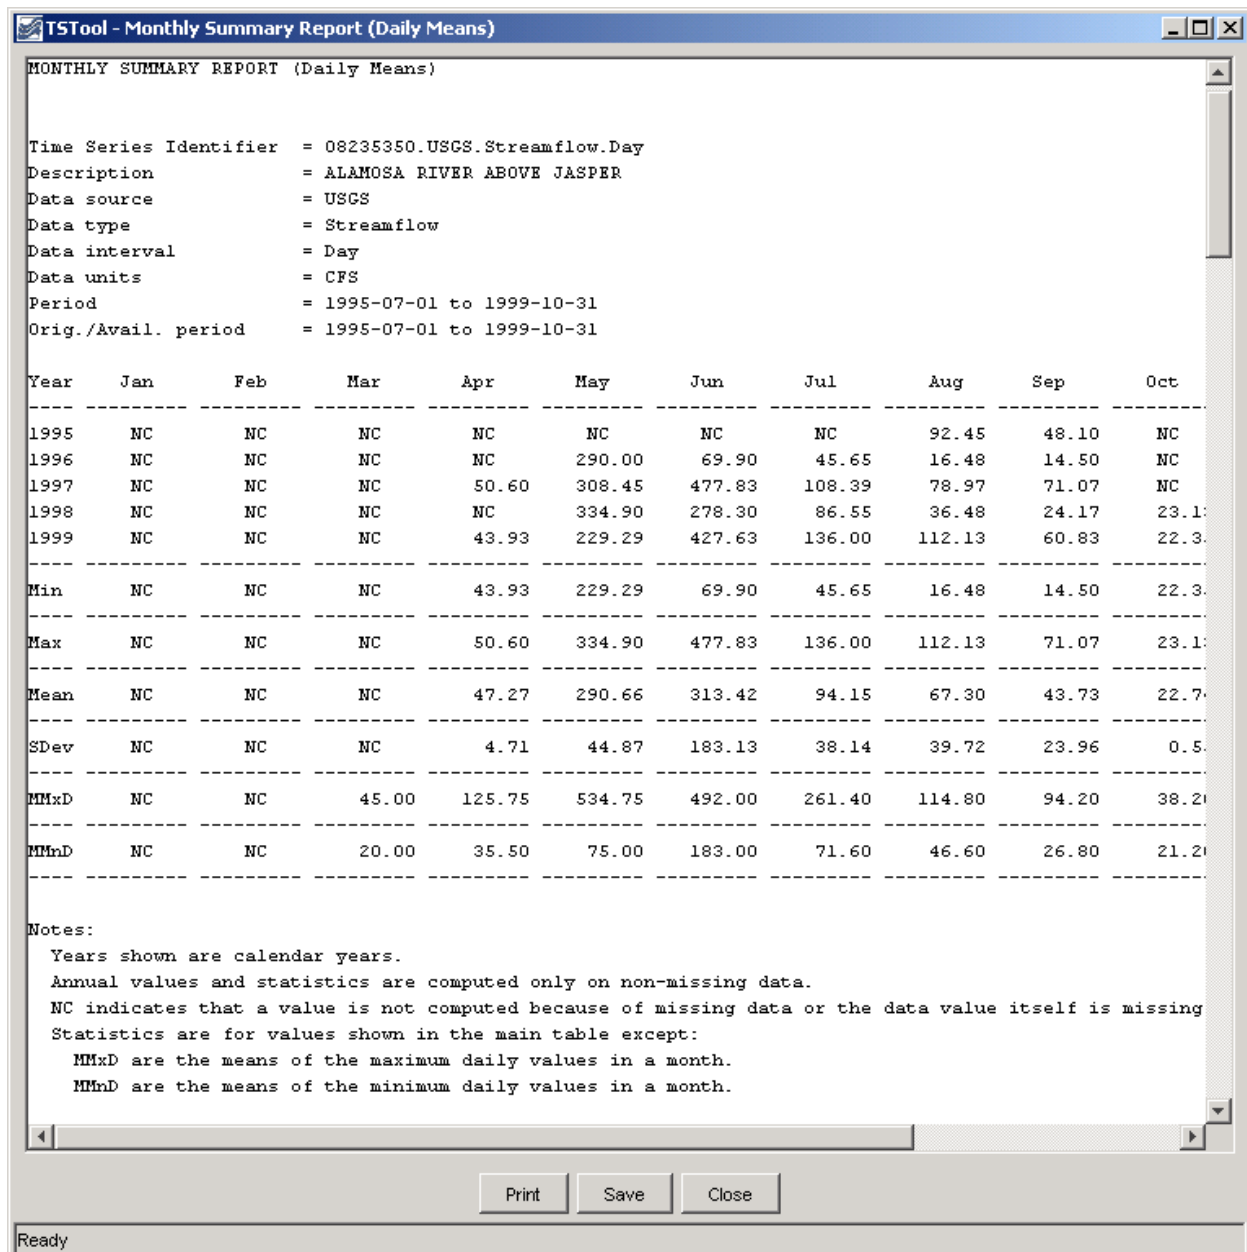 TSTool - Monthly Summary Report (Daily Means)
MONTHLY SUMMARY REPORT (Daily Means)
Time Series Identifier = 08235350.USGS.Streamflow.Day
Description = ALAMOSA RIVER ABOVE JASPER
Data source = USGS
Data type = Streamflow
Data interval = Day
Data units = CFS
Period = 1995-07-01 to 1999-10-31
Orig./Avail. period = 1995-07-01 to 1999-10-31
Year Jan Feb Mar Apr May Jun Jul Aug Sep Oct
---- --------- --------- --------- --------- --------- --------- --------- --------- --------- --------
1995 NC NC NC NC NC NC NC 92.45 48.10 NC
1996 NC NC NC NC 290.00 69.90 45.65 16.48 14.50 NC
1997 NC NC NC 50.60 308.45 477.83 108.39 78.97 71.07 NC
1998 NC NC NC NC 334.90 278.30 86.55 36.48 24.17 23.1
1999 NC NC NC 43.93 229.29 427.63 136.00 112.13 60.83 22.3
---- --------- --------- --------- --------- --------- --------- --------- --------- --------- --------
Min NC NC NC 43.93 229.29 69.90 45.65 16.48 14.50 22.3
---- --------- --------- --------- --------- --------- --------- --------- --------- --------- --------
Max NC NC NC 50.60 334.90 477.83 136.00 112.13 71.07 23.1
---- --------- --------- --------- --------- --------- --------- --------- --------- --------- --------
Mean NC NC NC 47.27 290.66 313.42 94.15 67.30 43.73 22.7
---- --------- --------- --------- --------- --------- --------- --------- --------- --------- --------
SDev NC NC NC 4.71 44.87 183.13 38.14 39.72 23.96 0.5
---- --------- --------- --------- --------- --------- --------- --------- --------- --------- --------
MMxD NC NC 45.00 125.75 534.75 492.00 261.40 114.80 94.20 38.2
---- --------- --------- --------- --------- --------- --------- --------- --------- --------- --------
MMnD NC NC 20.00 35.50 75.00 183.00 71.60 46.60 26.80 21.2
---- --------- --------- --------- --------- --------- --------- --------- --------- --------- --------
Notes:
Years shown are calendar years.
Annual values and statistics are computed only on non-missing data.
NC indicates that a value is not computed because of missing data or the data value itself is missing
Statistics are for values shown in the main table except:
MMxD are the means of the maximum daily values in a month.
MMnD are the means of the minimum daily values in a month.
Print Save Close
Ready